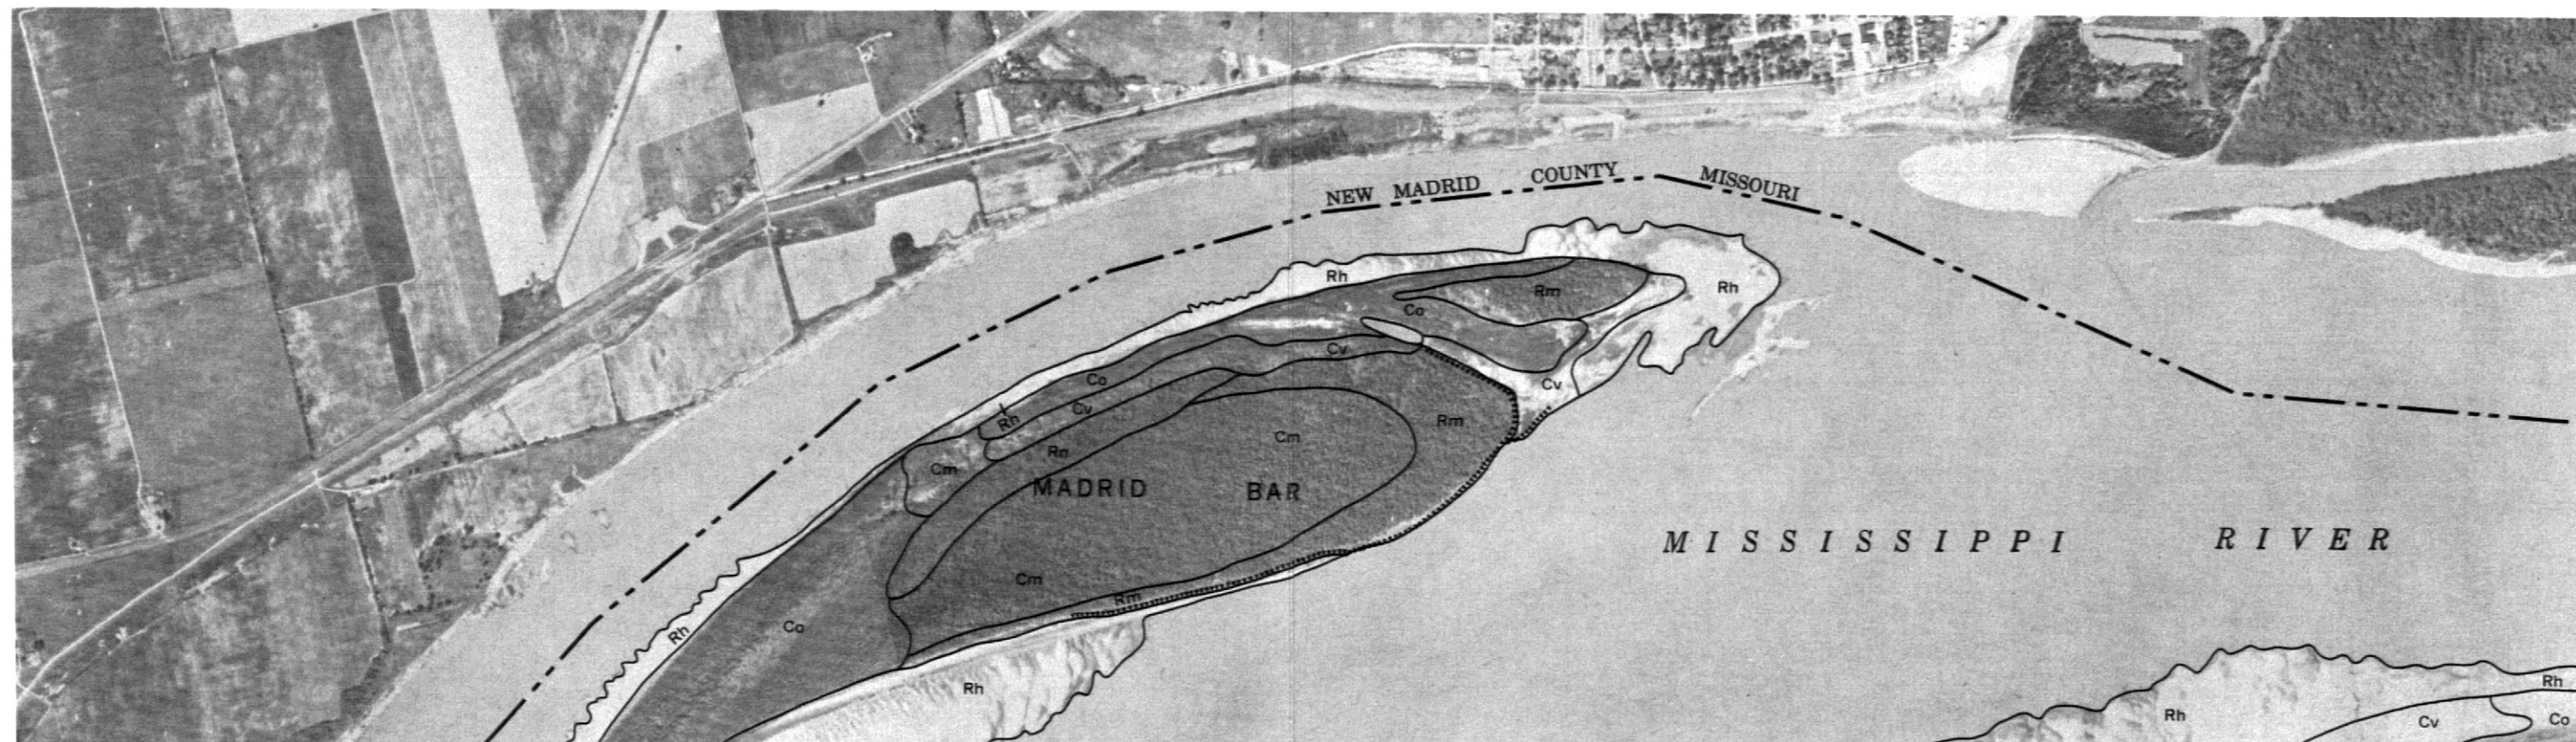 NEW MADRID COUNTY MISSOURI
Rh
Rh
Rm
Co
Cv
Co
Cv
Cv
Rh
Rm
Cm
Rn
Cm
MADRID BAR
MISSISSIPPI RIVER
Cm
Rm
Co
Rh
Rh
Rh
Rh
Cv
Co